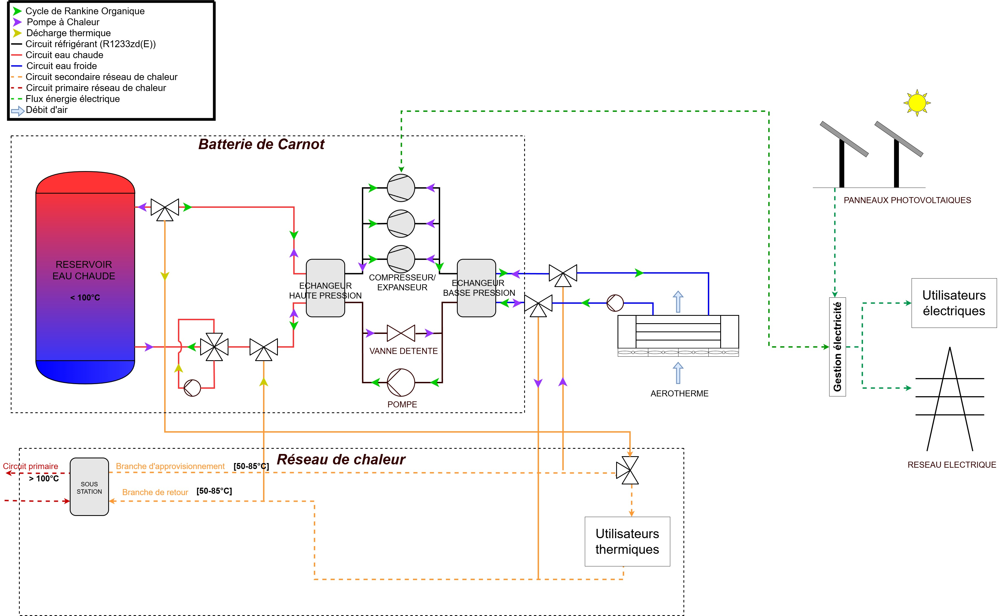 Cycle de Rankine Organique
Pompe à Chaleur
Décharge thermique
Circuit réfrigérant (R1233zd(E))
Circuit eau chaude
Circuit eau froide
Circuit secondaire réseau de chaleur
Circuit primaire réseau de chaleur
Flux énergie électrique
Débit d'air
Batterie de Carnot
PANNEAUX PHOTOVOLTAIQUES
RESERVOIR
EAU CHAUDE
< 100°C
ECHANGEUR
HAUTE PRESSION
COMPRESSEUR/
EXPANSEUR
ECHANGEUR
BASSE PRESSION
VANNE DETENTE
POMPE
AEROTHERME
Gestion électricité
Utilisateurs
électriques
RESEAU ELECTRIQUE
Réseau de chaleur
Circuit primaire
> 100°C
SOUS
STATION
Branche d'approvisionnement [50-85°C]
Branche de retour [50-85°C]
Utilisateurs
thermiques